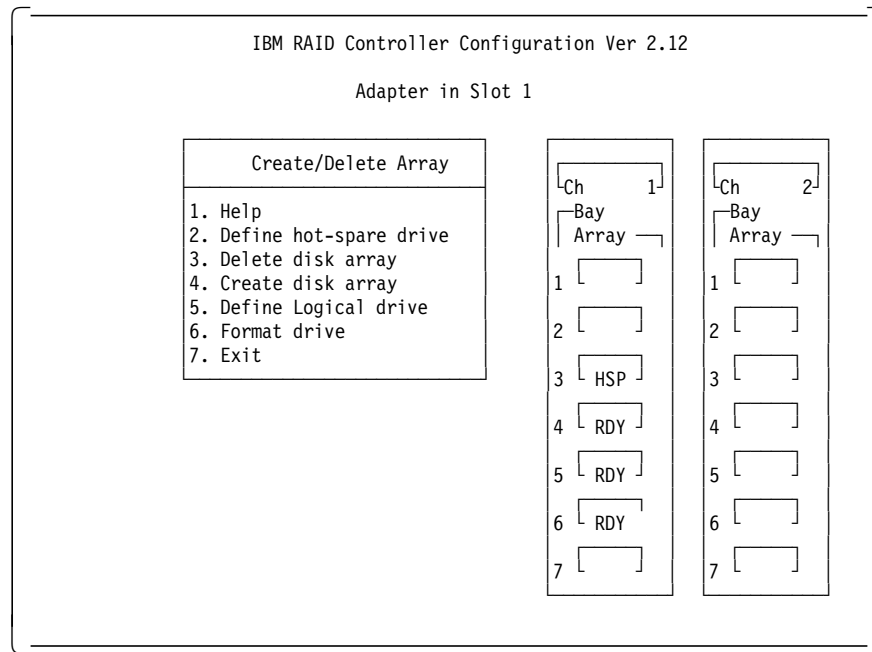 IBM RAID Controller Configuration Ver 2.12
Adapter in Slot 1
Create/Delete Array
1. Help
2. Define hot-spare drive
3. Delete disk array
4. Create disk array
5. Define Logical drive
6. Format drive
7. Exit
Ch 1
Bay
Array
1
2
3 HSP
4 RDY
5 RDY
6 RDY
7
Ch 2
Bay
Array
1
2
3
4
5
6
7